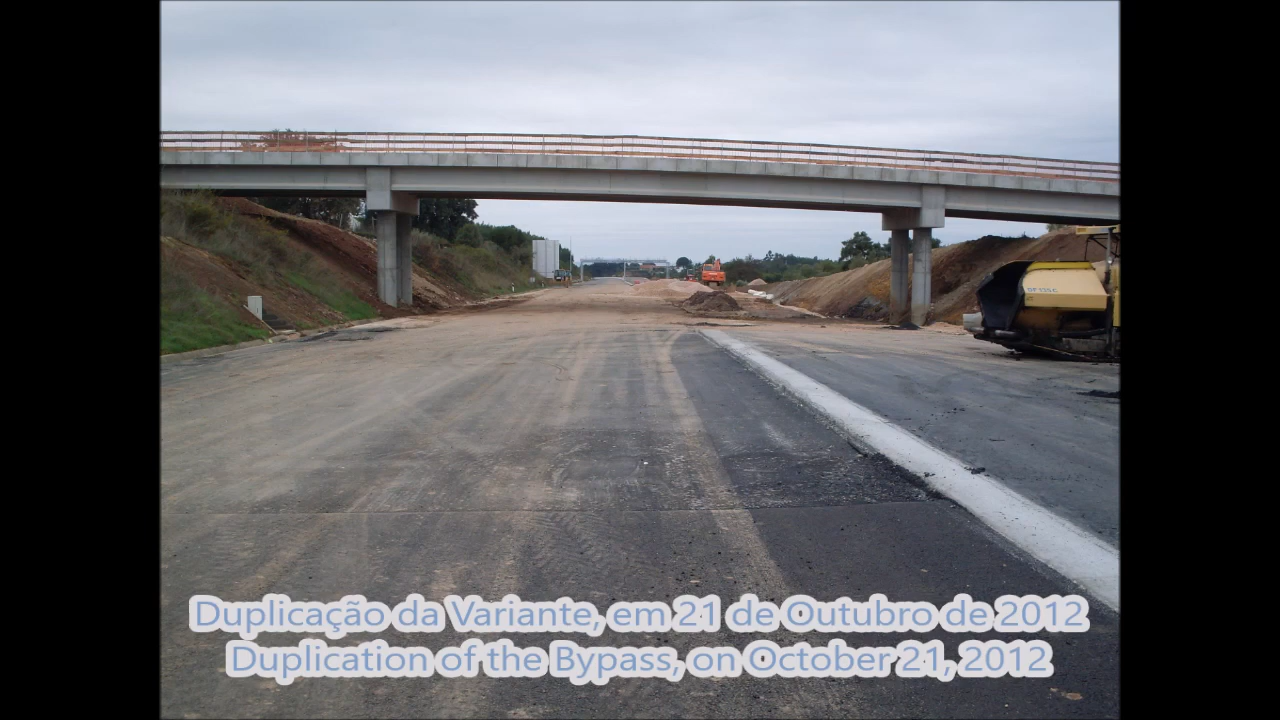 Duplicação da Variante, em 21 de Outubro de 2012
Duplication of the Bypass, on October 21, 2012